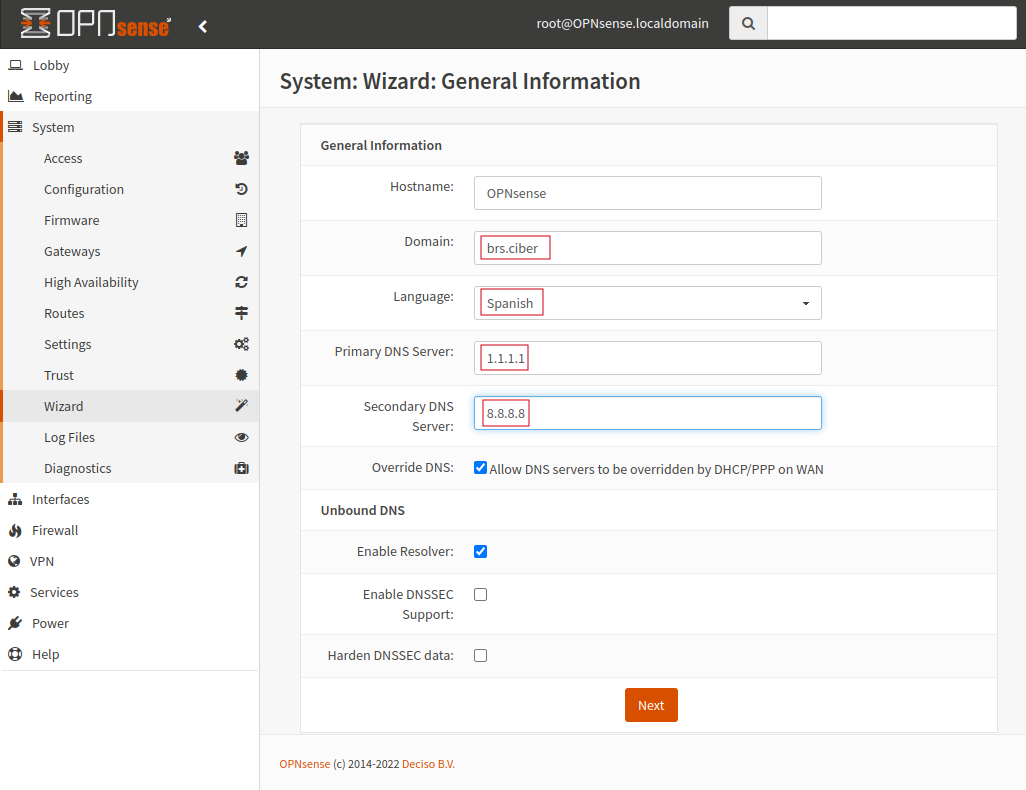 OPNsense
root@OPNsense.localdomain
Lobby
Reporting
System
Access
Configuration
Firmware
Gateways
High Availability
Routes
Settings
Trust
Wizard
Log Files
Diagnostics
Interfaces
Firewall
VPN
Services
Power
Help
System: Wizard: General Information
General Information
Hostname: OPNsense
Domain: brs.ciber
Language: Spanish
Primary DNS Server: 1.1.1.1
Secondary DNS
Server: 8.8.8.8
Override DNS: Allow DNS servers to be overridden by DHCP/PPP on WAN
Unbound DNS
Enable Resolver:
Enable DNSSEC
Support:
Harden DNSSEC data:
Next
OPNsense (c) 2014-2022 Deciso B.V.